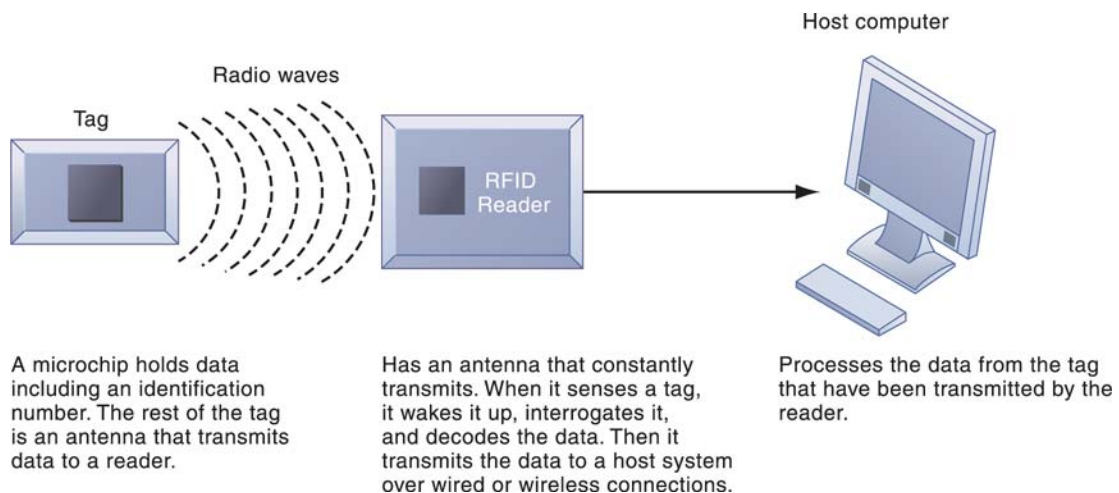 Host computer
Radio waves
Tag
RFID
Reader
A microchip holds data
including an identification
number. The rest of the tag
is an antenna that transmits
data to a reader.
Has an antenna that constantly
transmits. When it senses a tag,
it wakes it up, interrogates it,
and decodes the data. Then it
transmits the data to a host system
over wired or wireless connections.
Processes the data from the tag
that have been transmitted by the
reader.